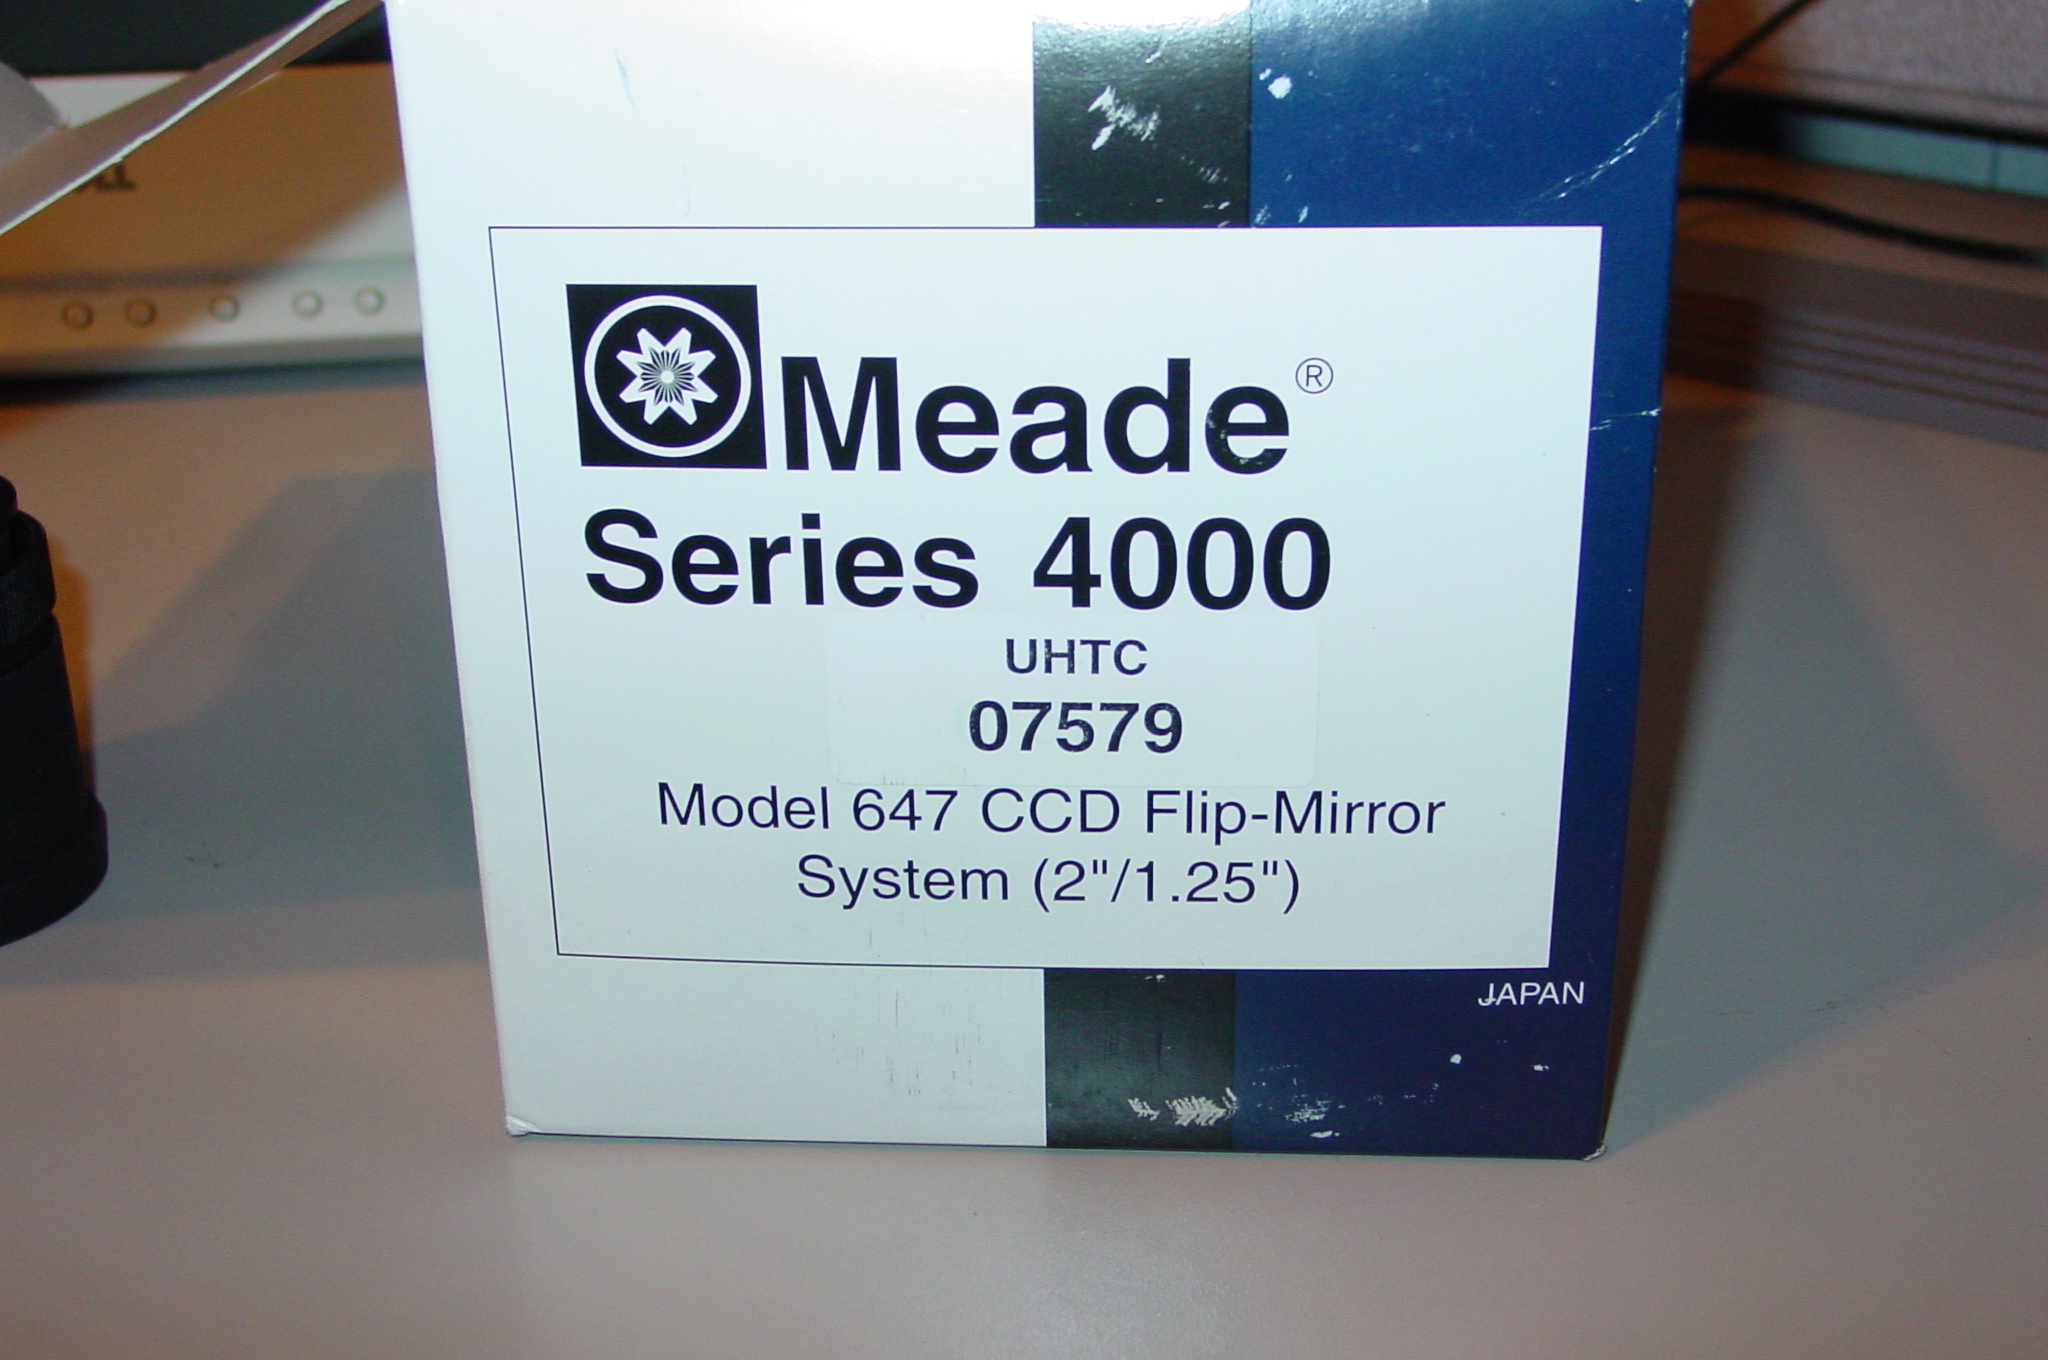 Meade®
Series 4000
UHTC
07579
Model 647 CCD Flip-Mirror
System (2"/1.25")
JAPAN